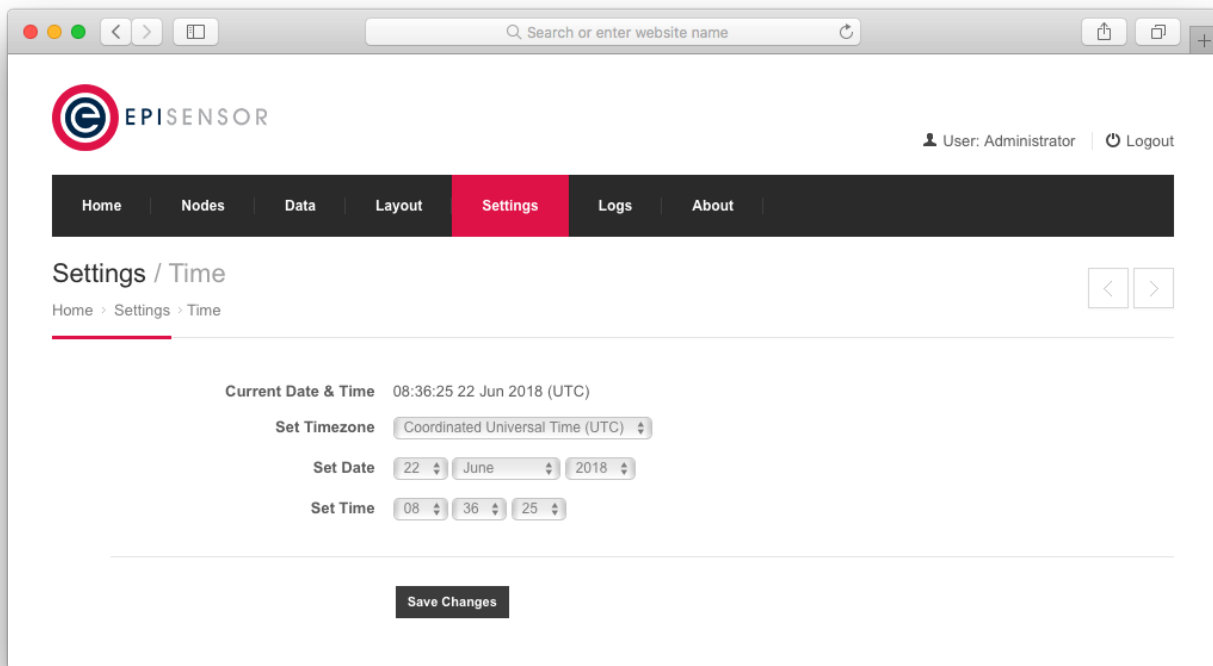 Search or enter website name
e EPISENSOR
User: Administrator Logout
Home Nodes Data Layout Settings Logs About
Settings / Time
Home › Settings › Time
Current Date & Time 08:36:25 22 Jun 2018 (UTC)
Set Timezone Coordinated Universal Time (UTC)
Set Date 22 June 2018
Set Time 08 36 25
Save Changes